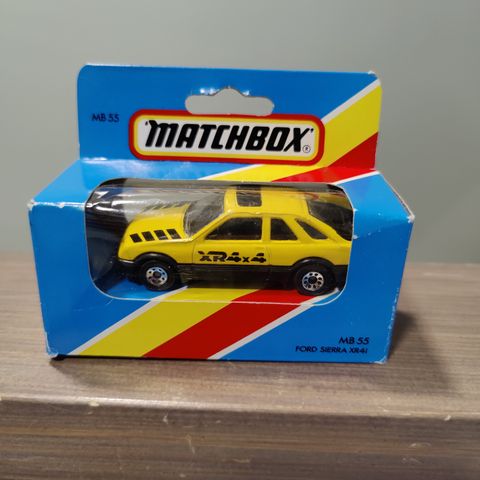 MB 55
"MATCHBOX"
®
XR4x4
MB 55
FORD SIERRA XR4i